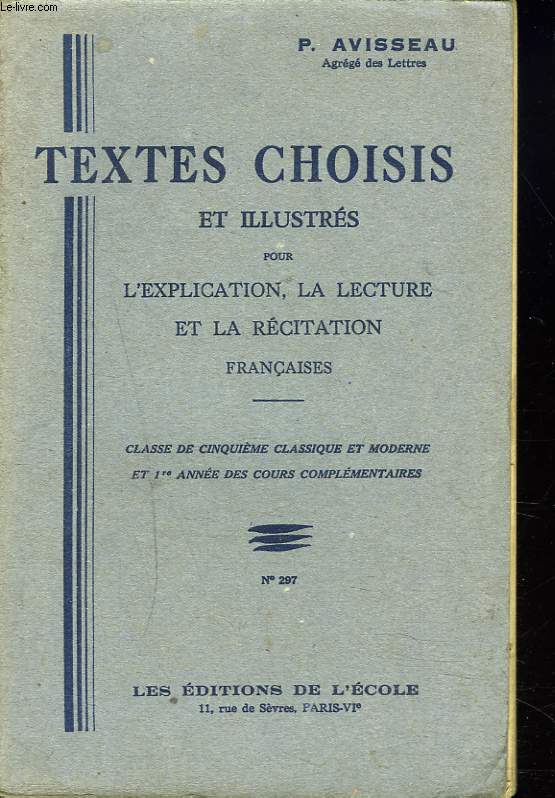 Le-livre.com
P. AVISSEAU
Agrégé des Lettres
TEXTES CHOISIS
ET ILLUSTRÉS
POUR
L'EXPLICATION, LA LECTURE
ET LA RÉCITATION
FRANÇAISES
CLASSE DE CINQUIÈME CLASSIQUE ET MODERNE
ET 1re ANNÉE DES COURS COMPLÉMENTAIRES
N° 297
LES ÉDITIONS DE L'ÉCOLE
11, rue de Sèvres, PARIS-VIe